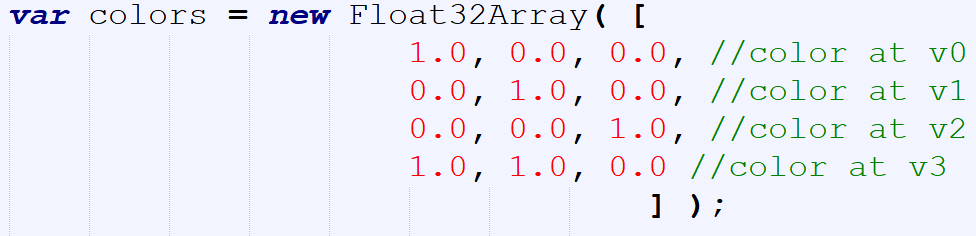 var colors = new Float32Array( [
1.0, 0.0, 0.0, //color at v0
0.0, 1.0, 0.0, //color at v1
0.0, 0.0, 1.0, //color at v2
1.0, 1.0, 0.0 //color at v3
] );